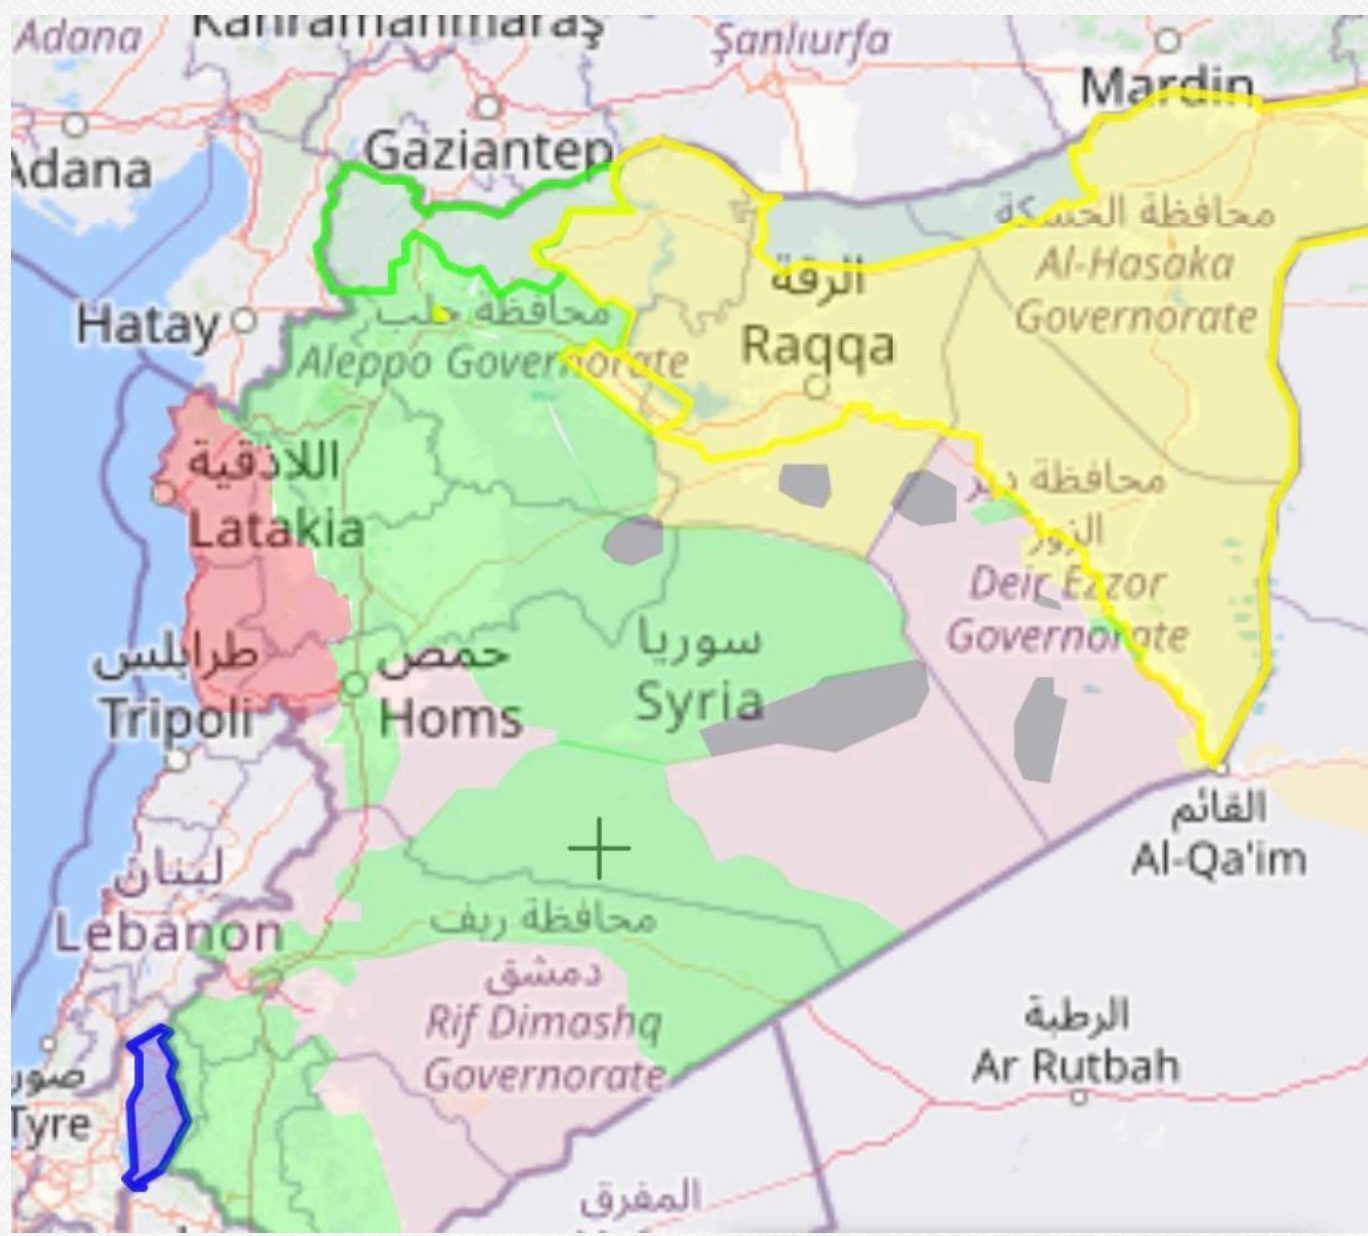 Adana
Kahramanmaraş
Şanlıurfa
Mardin
Gaziantep
Adana
محافظة الحسكة
Al-Hasaka
Governorate
الرقة
Raqqa
Hatay
محافظة حلب
Aleppo Governorate
اللاذقية
Latakia
محافظة دير
الزور
Deir Ezzor
Governorate
طرابلس
Tripoli
حمص
Homs
سوريا
Syria
القائم
Al-Qa'im
لبنان
Lebanon
محافظة ريف
دمشق
Rif Dimashq
Governorate
الرطبة
Ar Rutbah
صور
Tyre
المفرق